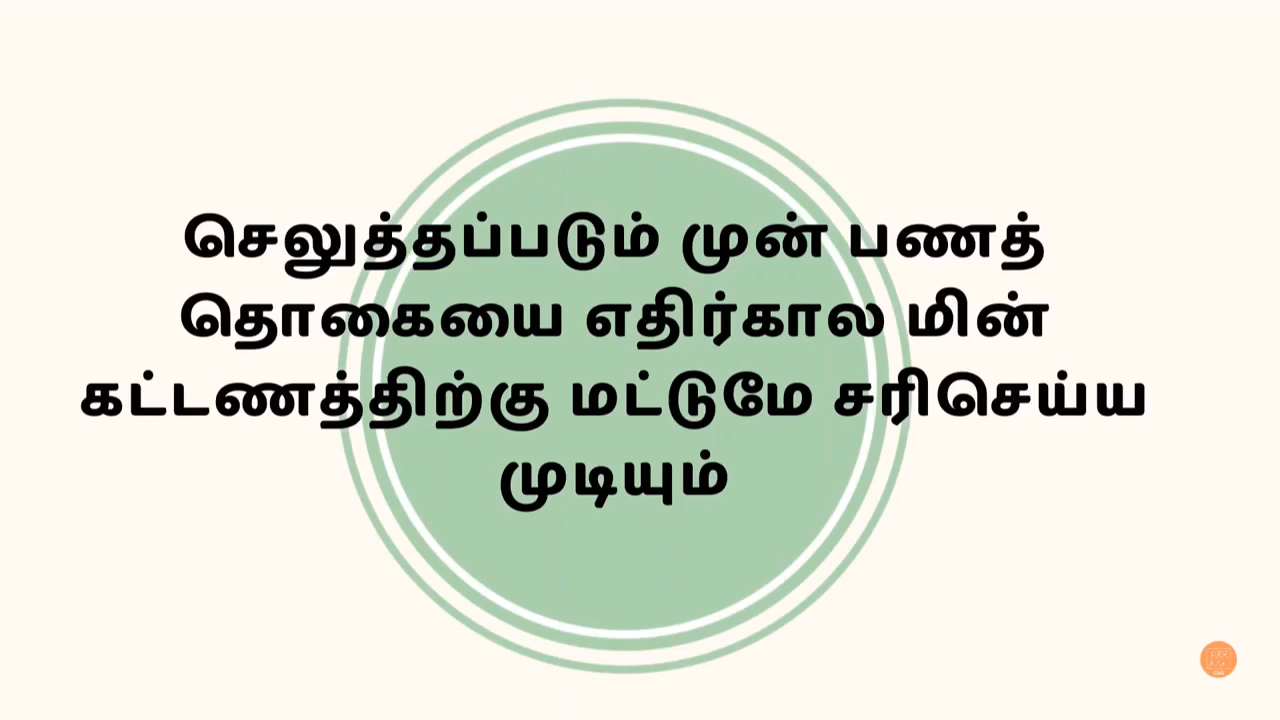 செலுத்தப்படும் முன் பணத்
தொகையை எதிர்கால மின்
கட்டணத்திற்கு மட்டுமே சரிசெய்ய
முடியும்